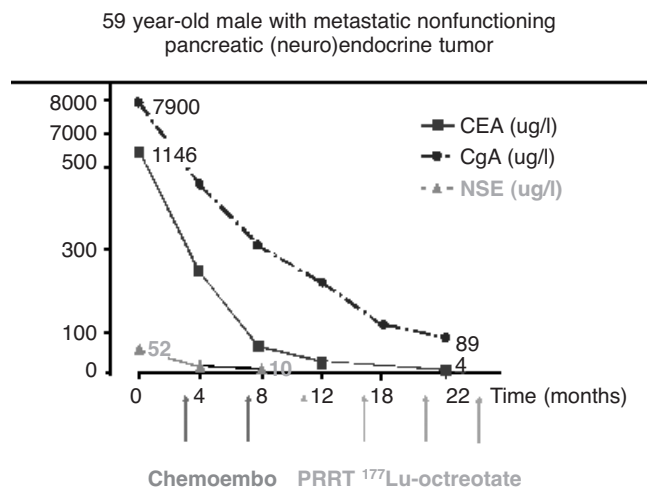 59 year-old male with metastatic nonfunctioning
pancreatic (neuro)endocrine tumor
8000
7900
7000
CEA (ug/l)
1146
500
CgA (ug/l)
NSE (ug/l)
300
100
89
52
10
4
0
0 4 8 12 18 22 Time (months)
Chemoembo PRRT ¹⁷⁷Lu-octreotate